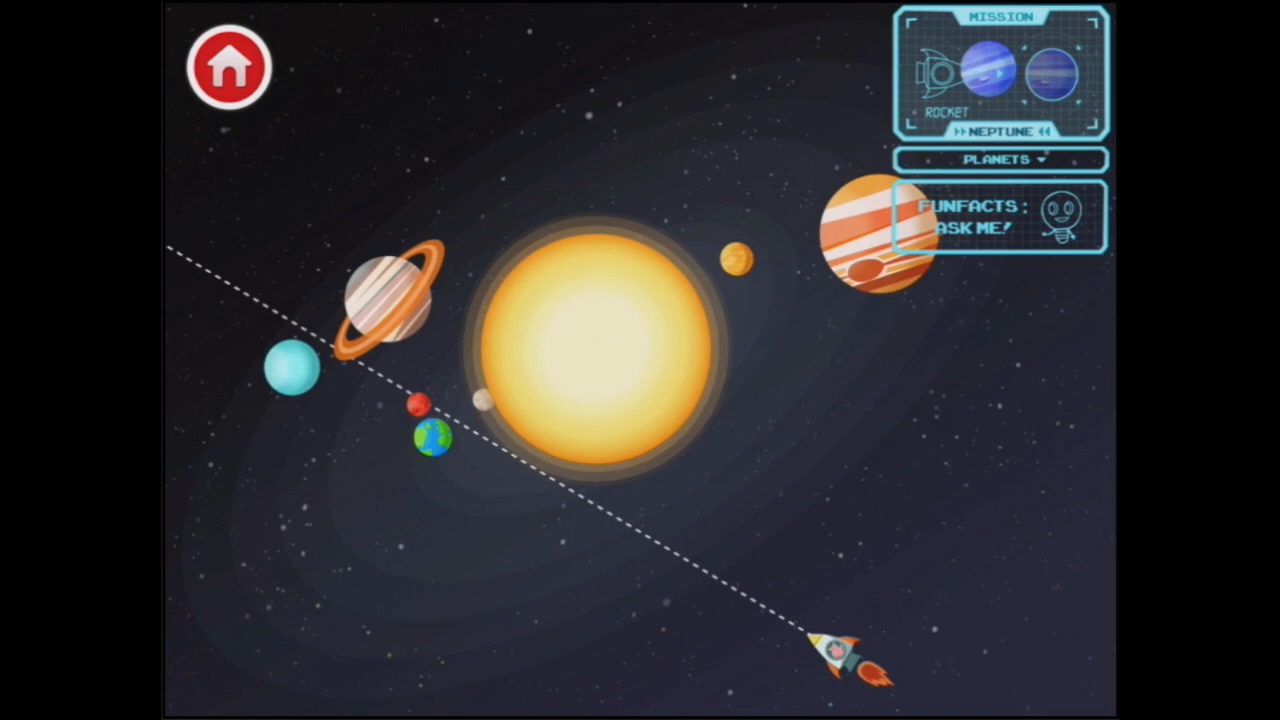 MISSION
ROCKET
NEPTUNE
PLANETS
FUNFACTS:
ASK ME!